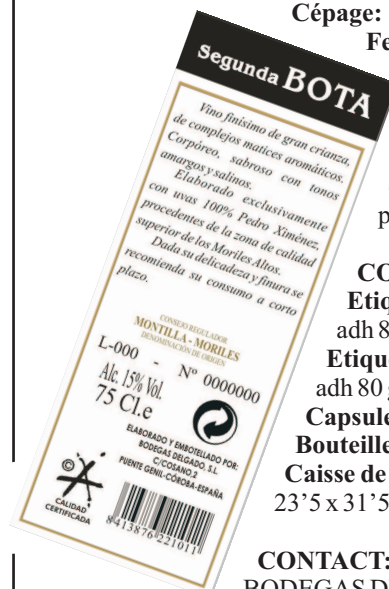 Cépage:
Segunda BOTA
Vino finisimo de gran crianza,
de complejos matices aromáticos.
Corpóreo, sabroso con tonos
amargos y salinos.
Elaborado exclusivamente
con uvas 100% Pedro Ximénez,
procedentes de la zona de calidad
superior de los Moriles Altos.
Dada su delicadeza y finura se
recomienda su consumo a corto
plazo.
CONSEJO REGULADOR
MONTILLA - MORILES
DENOMINACIÓN DE ORIGEN
L-000 - Nº 0000000
Alc. 15% Vol.
75 Cl.e
ELABORADO Y EMBOTELLADO POR:
BODEGAS DELGADO, S.L.
C/COSANO,2
PUENTE GENIL-CÓROBA-ESPAÑA
©
CALIDAD
CERTIFICADA
8413876221011
Fe
p
CO
Etiq
adh 8
Etique
adh 80 g
Capsule
Bouteille
Caisse de
23'5 x 31'5
CONTACT:
BODEGAS D